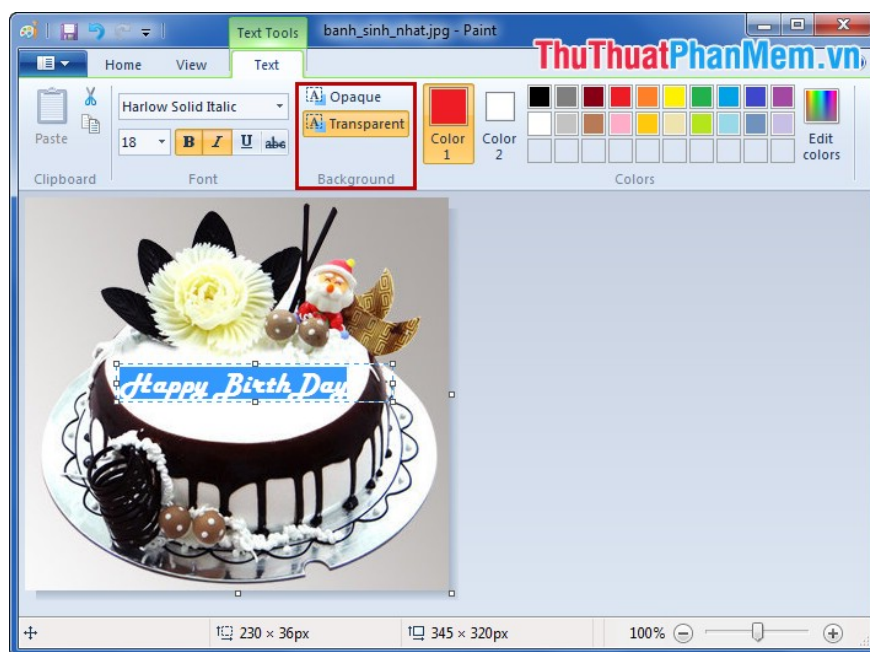 Text Tools
banh_sinh_nhat.jpg - Paint
ThuThuatPhanMem.vn
Home
View
Text
Paste
Harlow Solid Italic
18
B
I
U
abc
Opaque
Transparent
Color
1
Color
2
Edit
colors
Clipboard
Font
Background
Colors
Happy Birth Day
230 × 36px
345 × 320px
100%